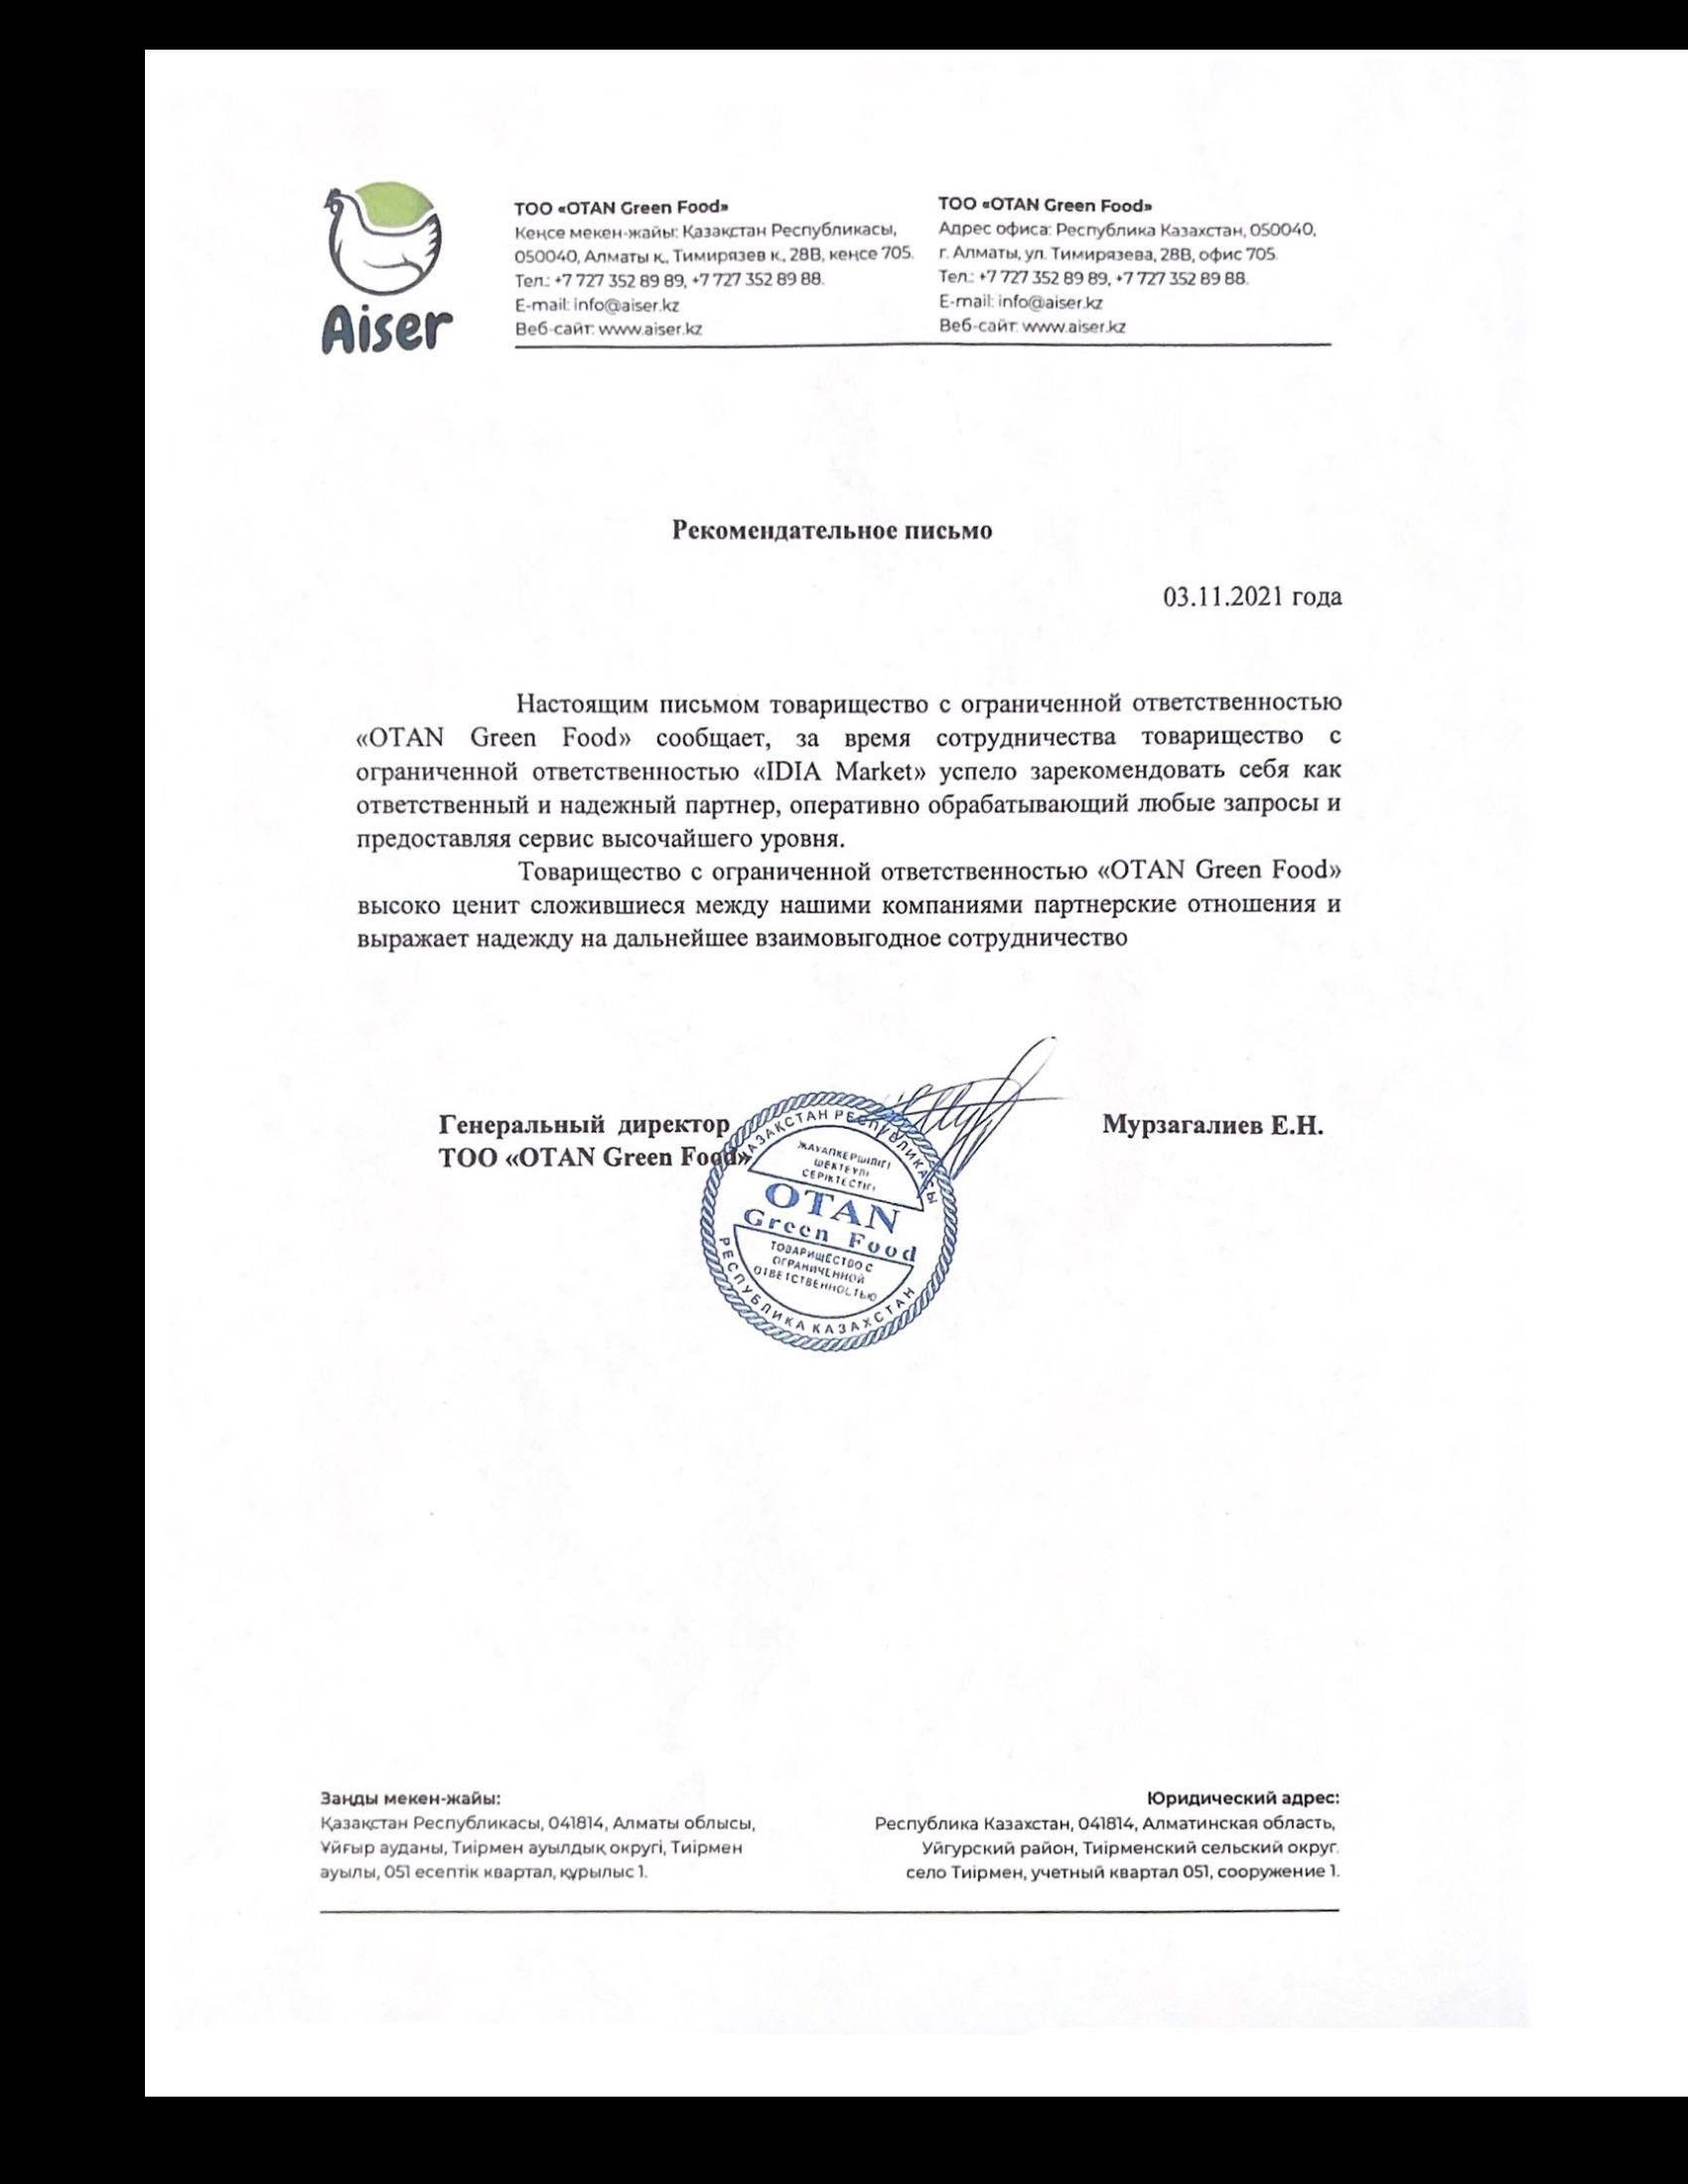 Aiser
ТОО «OTAN Green Food»
Кеңсе мекен-жайы: Қазақстан Республикасы,
050040, Алматы қ., Тимирязев к., 28В, кеңсе 705.
Тел.: +7 727 352 89 89, +7 727 352 89 88.
E-mail: info@aiser.kz
Веб-сайт: www.aiser.kz
ТОО «OTAN Green Food»
Адрес офиса: Республика Казахстан, 050040,
г. Алматы, ул. Тимирязева, 28В, офис 705.
Тел.: +7 727 352 89 89, +7 727 352 89 88.
E-mail: info@aiser.kz
Веб-сайт: www.aiser.kz
Рекомендательное письмо
03.11.2021 года
Настоящим письмом товарищество с ограниченной ответственностью
«OTAN Green Food» сообщает, за время сотрудничества товарищество с
ограниченной ответственностью «IDIA Market» успело зарекомендовать себя как
ответственный и надежный партнер, оперативно обрабатывающий любые запросы и
предоставляя сервис высочайшего уровня.
Товарищество с ограниченной ответственностью «OTAN Green Food»
высоко ценит сложившиеся между нашими компаниями партнерские отношения и
выражает надежду на дальнейшее взаимовыгодное сотрудничество
Генеральный директор
ТОО «OTAN Green Food»
Мурзагалиев Е.Н.
ҚАЗАҚСТАН РЕСПУБЛИКАСЫ
ЖАУАПКЕРШІЛІГІ
ШЕКТЕУЛІ
СЕРІКТЕСТІГІ
OTAN
Green Food
ТОВАРИЩЕСТВО С
ОГРАНИЧЕННОЙ
ОТВЕТСТВЕННОСТЬЮ
РЕСПУБЛИКА КАЗАХСТАН
Заңды мекен-жайы:
Қазақстан Республикасы, 041814, Алматы облысы,
Ұйғыр ауданы, Тиірмен ауылдық округі, Тиірмен
ауылы, 051 есептік квартал, құрылыс 1.
Юридический адрес:
Республика Казахстан, 041814, Алматинская область,
Уйгурский район, Тиірменский сельский округ.
село Тиірмен, учетный квартал 051, сооружение 1.